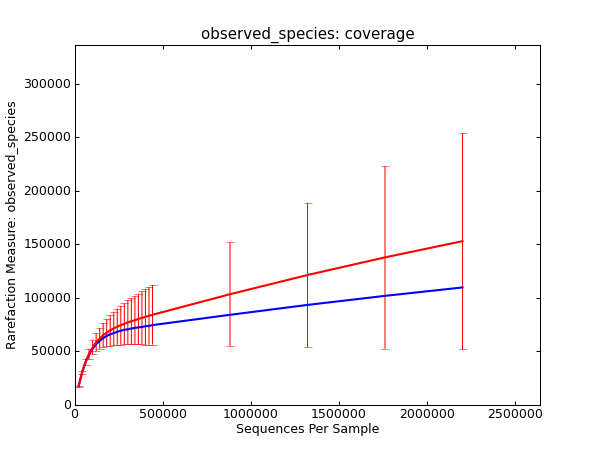 observed_species: coverage
Rarefaction Measure: observed_species
300000
250000
200000
150000
100000
50000
0
0 500000 1000000 1500000 2000000 2500000
Sequences Per Sample